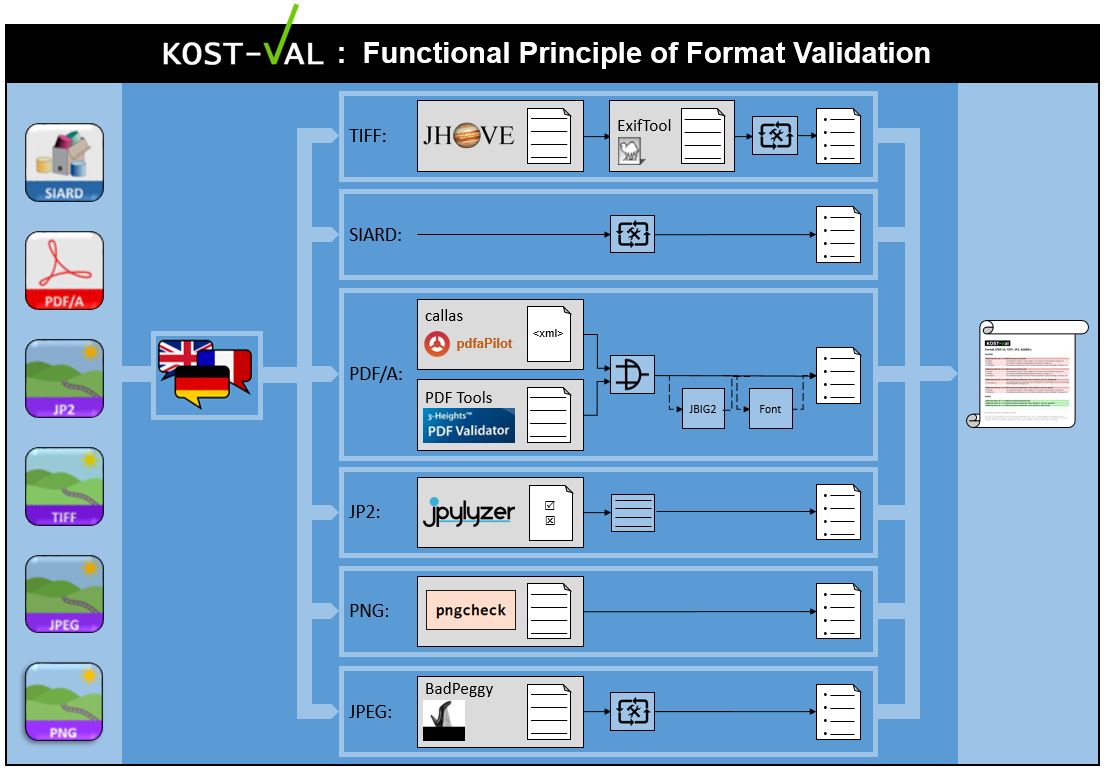 KOST-VAL : Functional Principle of Format Validation
SIARD
PDF/A
JP2
TIFF
JPEG
PNG
TIFF:
JHOVE
ExifTool
SIARD:
PDF/A:
callas
pdfaPilot
<xml>
PDF Tools
3-Heights™
PDF Validator
JBIG2
Font
JP2:
jpylyzer
PNG:
pngcheck
JPEG:
BadPeggy
KOST-Val